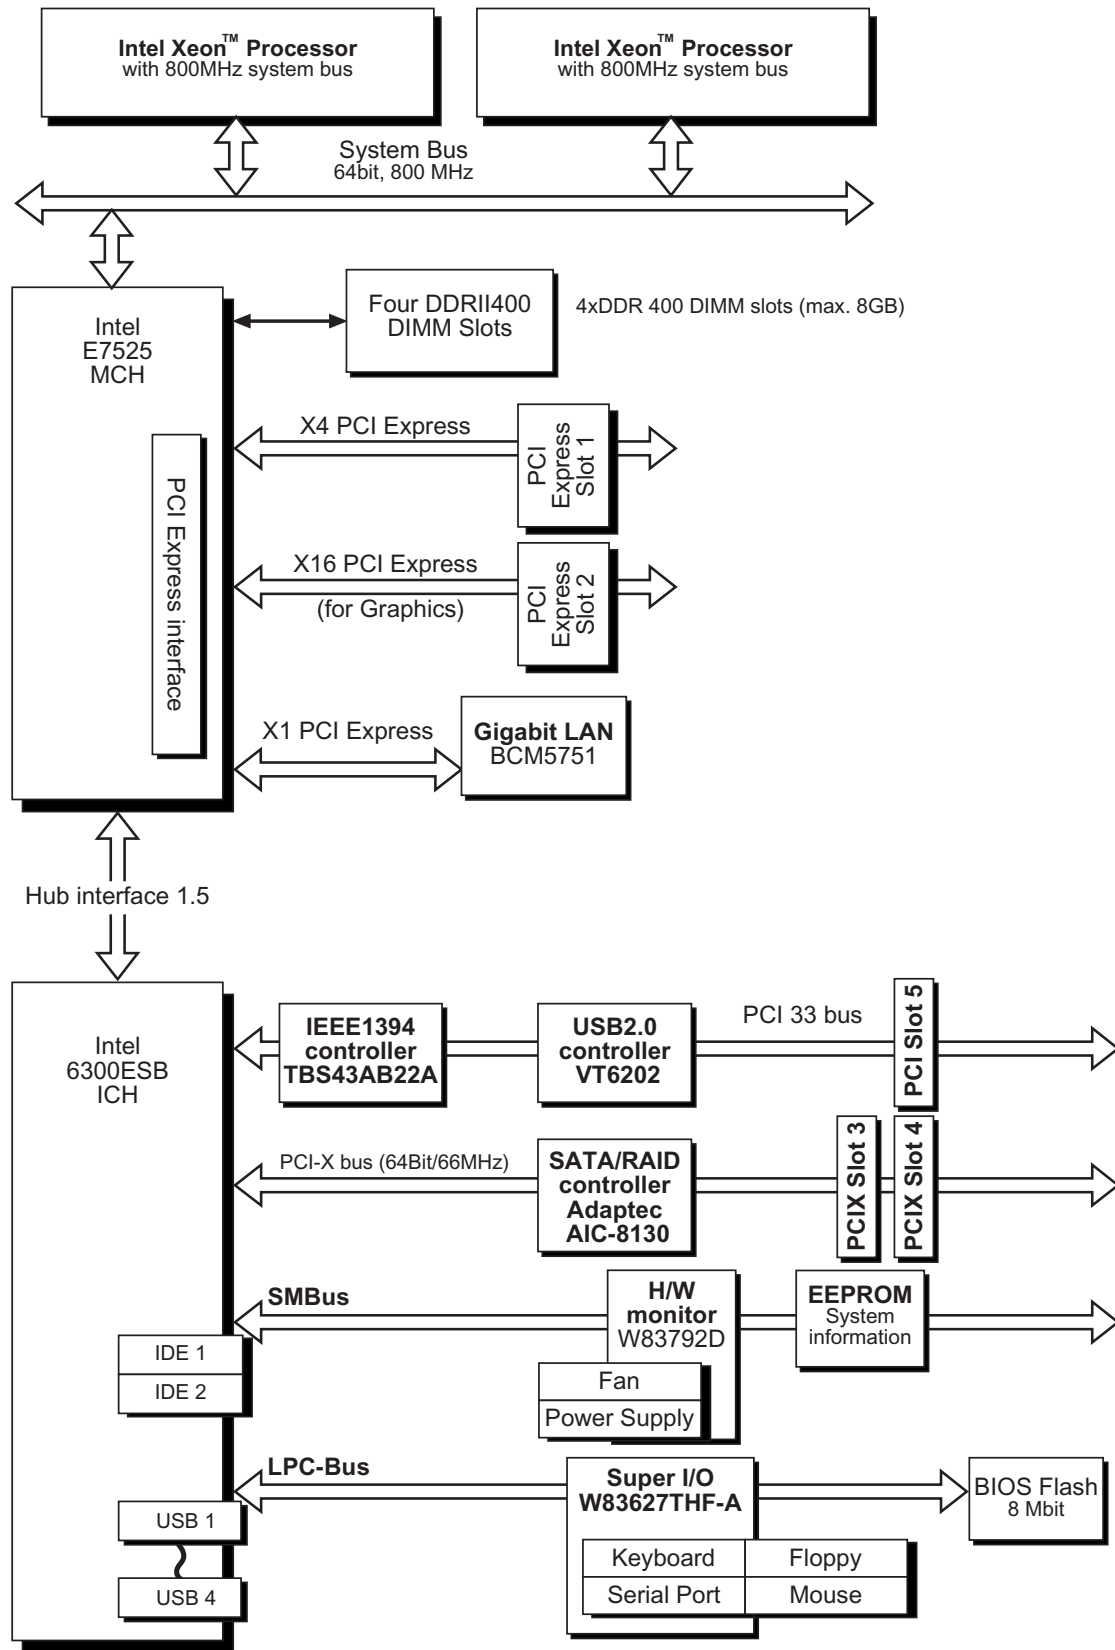 Intel Xeon™ Processor
with 800MHz system bus
Intel Xeon™ Processor
with 800MHz system bus
System Bus
64bit, 800 MHz
Intel
E7525
MCH
Four DDRII400
DIMM Slots
4xDDR 400 DIMM slots (max. 8GB)
X4 PCI Express
PCI
Express
Slot 1
PCI Express interface
X16 PCI Express
(for Graphics)
PCI
Express
Slot 2
X1 PCI Express
Gigabit LAN
BCM5751
Hub interface 1.5
Intel
6300ESB
ICH
IEEE1394
controller
TBS43AB22A
USB2.0
controller
VT6202
PCI 33 bus
PCI Slot 5
PCI-X bus (64Bit/66MHz)
SATA/RAID
controller
Adaptec
AIC-8130
PCIX Slot 3
PCIX Slot 4
SMBus
H/W
monitor
W83792D
Fan
Power Supply
EEPROM
System
information
IDE 1
IDE 2
LPC-Bus
Super I/O
W83627THF-A
Keyboard
Floppy
Serial Port
Mouse
BIOS Flash
8 Mbit
USB 1
USB 4